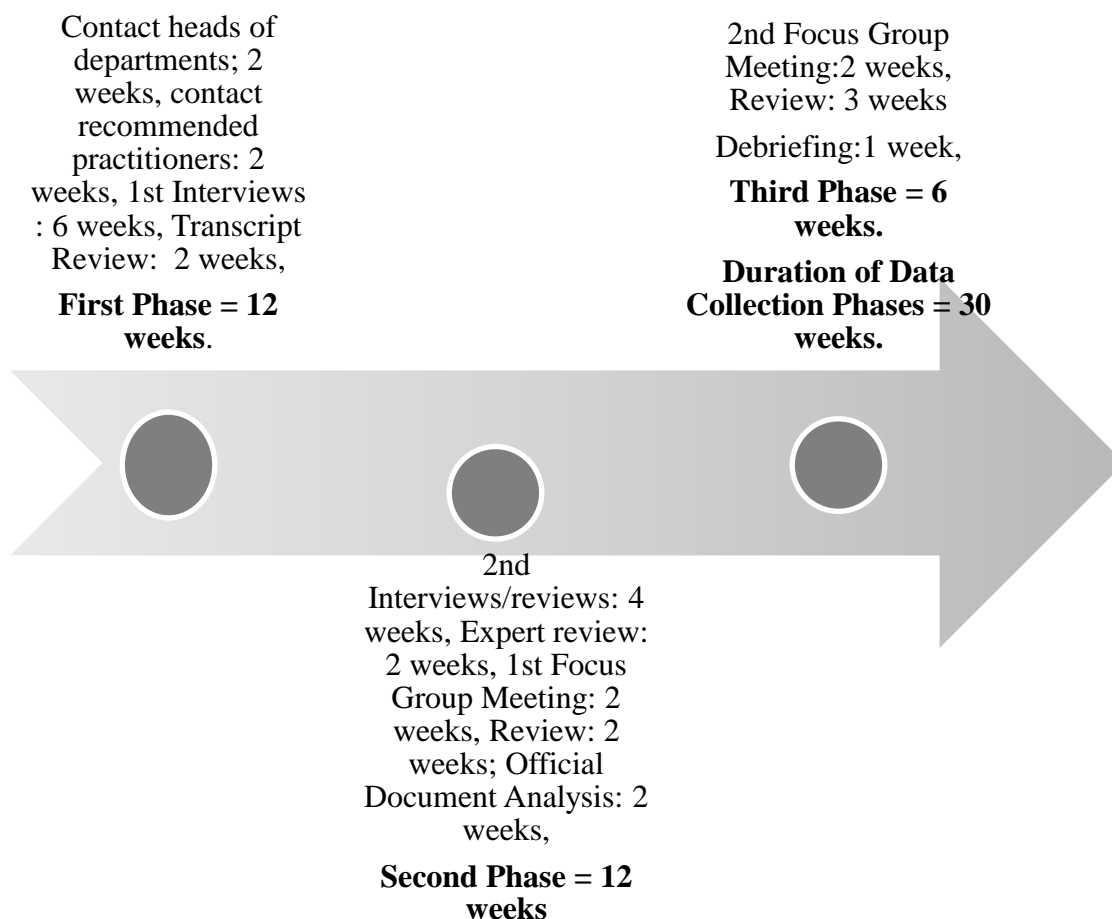 Contact heads of
departments; 2
weeks, contact
recommended
practitioners: 2
weeks, 1st Interviews
: 6 weeks, Transcript
Review:  2 weeks,
First Phase = 12
weeks.
2nd
Interviews/reviews: 4
weeks, Expert review:
2 weeks, 1st Focus
Group Meeting: 2
weeks, Review: 2
weeks; Official
Document Analysis: 2
weeks,
Second Phase = 12
weeks
2nd Focus Group
Meeting:2 weeks,
Review: 3 weeks
Debriefing:1 week,
Third Phase = 6
weeks.
Duration of Data
Collection Phases = 30
weeks.